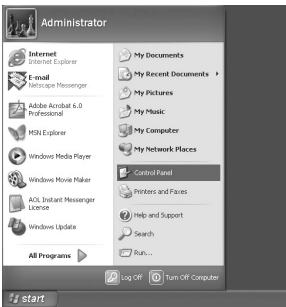 Administrator
Internet
Internet Explorer
E-mail
Netscape Messenger
Adobe Acrobat 6.0
Professional
MSN Explorer
Windows Media Player
Windows Movie Maker
AOL Instant Messenger
License
Windows Update
All Programs
My Documents
My Recent Documents
My Pictures
My Music
My Computer
My Network Places
Control Panel
Printers and Faxes
Help and Support
Search
Run...
Log Off
Turn Off Computer
start